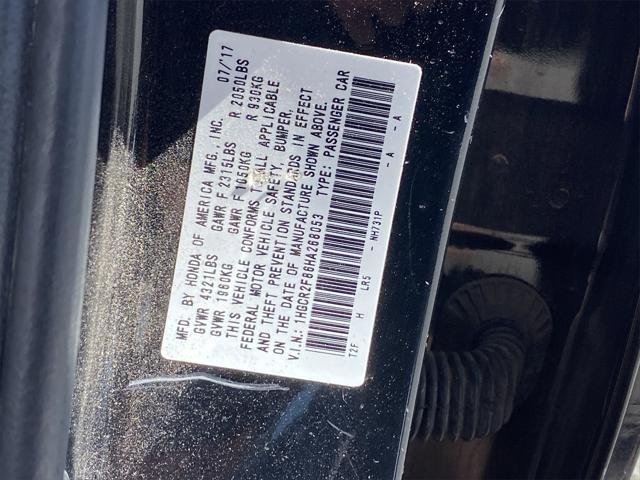 MFD. BY HONDA OF AMERICA MFG., INC. 07/'17
GVWR 4321LBS GAWR F 2315LBS R 2050LBS
GVWR 1960KG GAWR F 1050KG R 930KG
THIS VEHICLE CONFORMS TO ALL APPLICABLE
FEDERAL MOTOR VEHICLE SAFETY, BUMPER,
AND THEFT PREVENTION STANDARDS IN EFFECT
ON THE DATE OF MANUFACTURE SHOWN ABOVE.
V.I.N.: 1HGCR2F86HA268053 TYPE: PASSENGER CAR
T2F H LR5 - NH731P - A - A